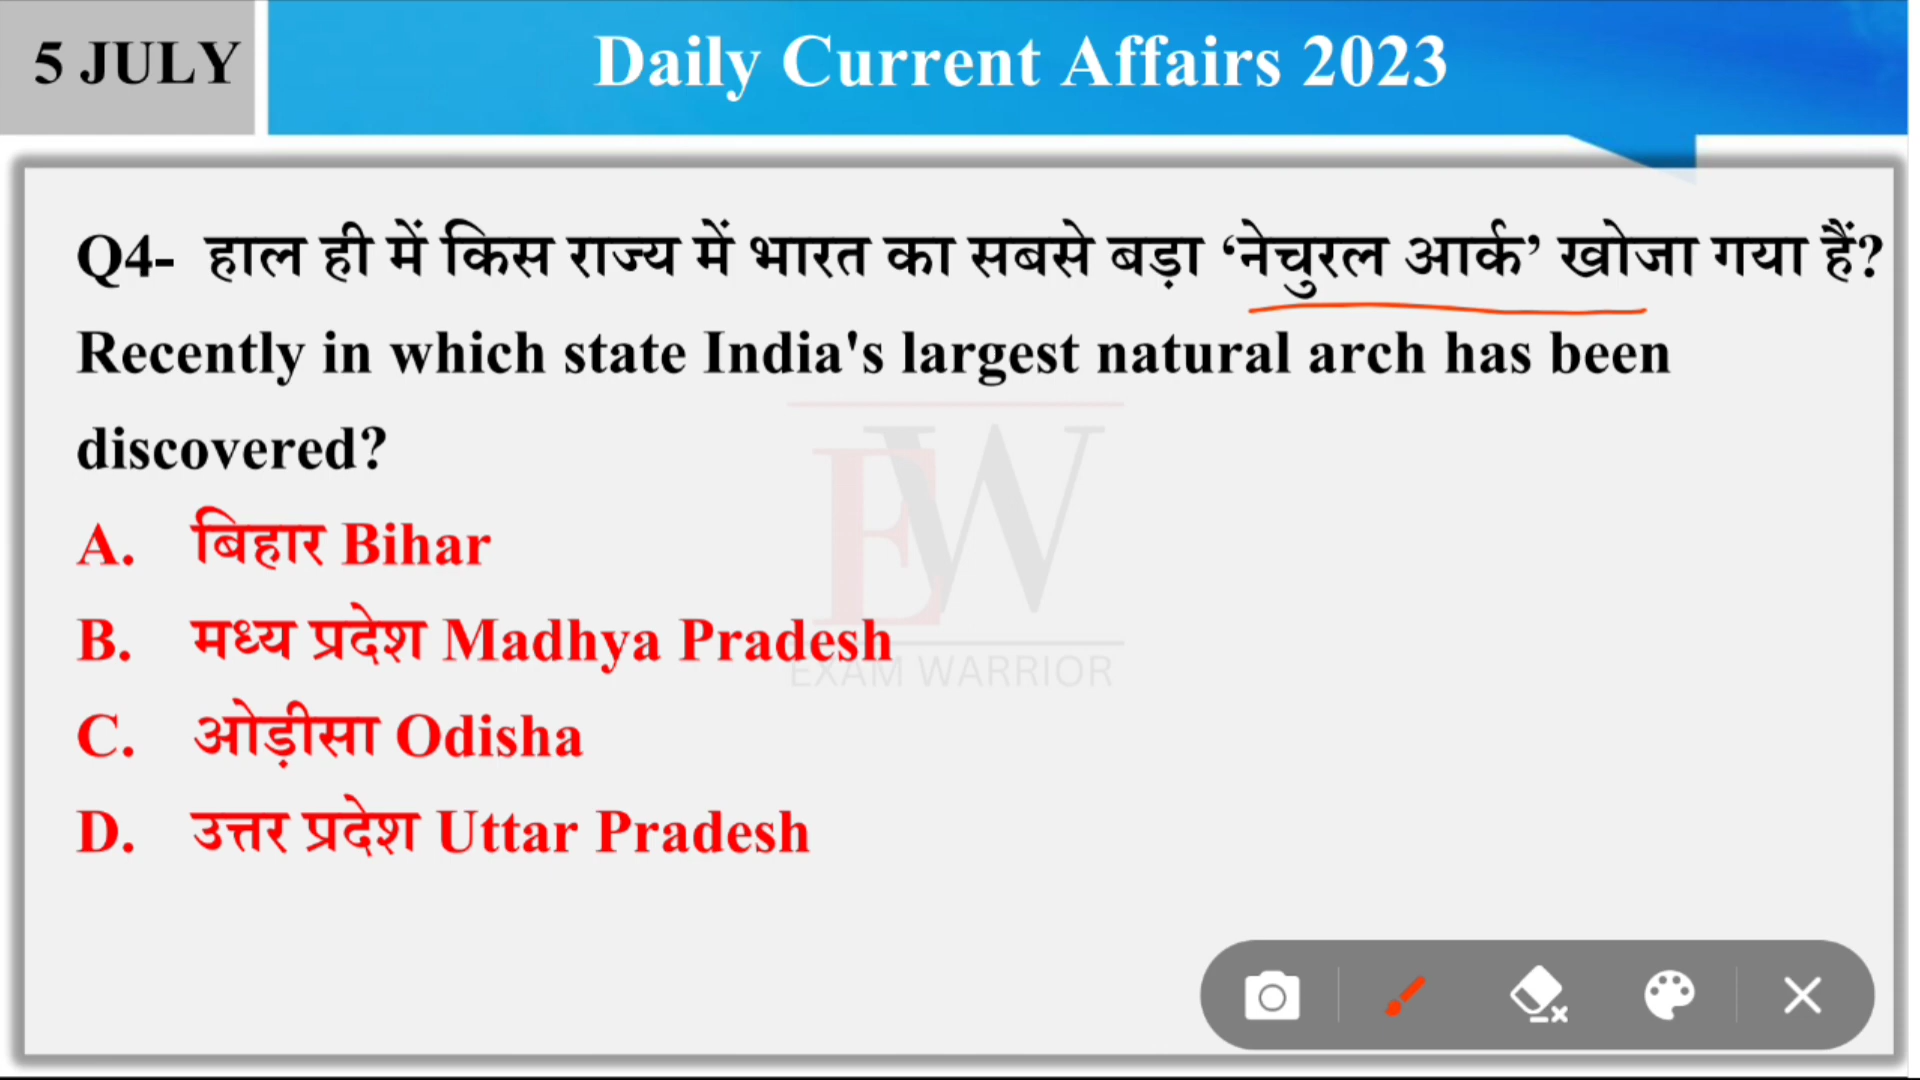 5 JULY
Daily Current Affairs 2023
Q4- हाल ही में किस राज्य में भारत का सबसे बड़ा ‘नेचुरल आर्क’ खोजा गया हैं?
Recently in which state India's largest natural arch has been
discovered?
A. बिहार Bihar
B. मध्य प्रदेश Madhya Pradesh
C. ओड़ीसा Odisha
D. उत्तर प्रदेश Uttar Pradesh
EW
EXAM WARRIOR